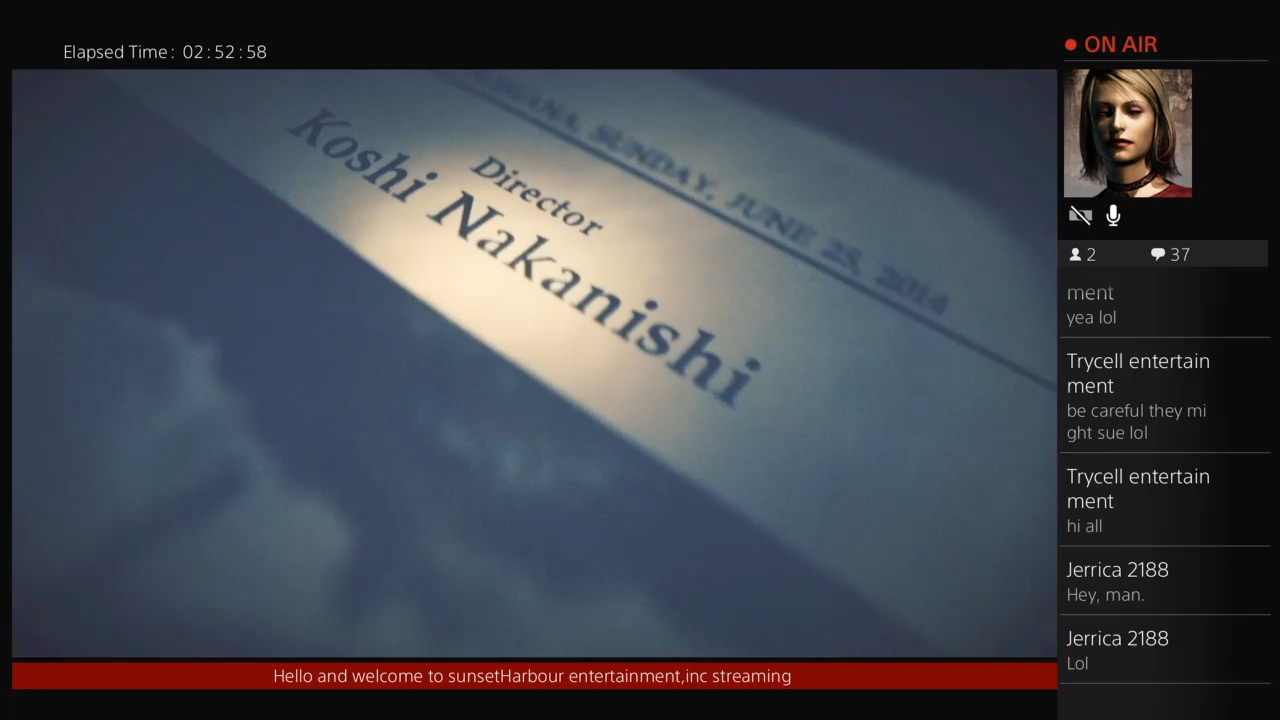 Elapsed Time: 02:52:58
ON AIR
SUNDAY, JUNE 25, 2014
Director
Koshi Nakanishi
2
37
ment
yea lol
Trycell entertain
ment
be careful they mi
ght sue lol
Trycell entertain
ment
hi all
Jerrica 2188
Hey, man.
Jerrica 2188
Lol
Hello and welcome to sunsetHarbour entertainment,inc streaming